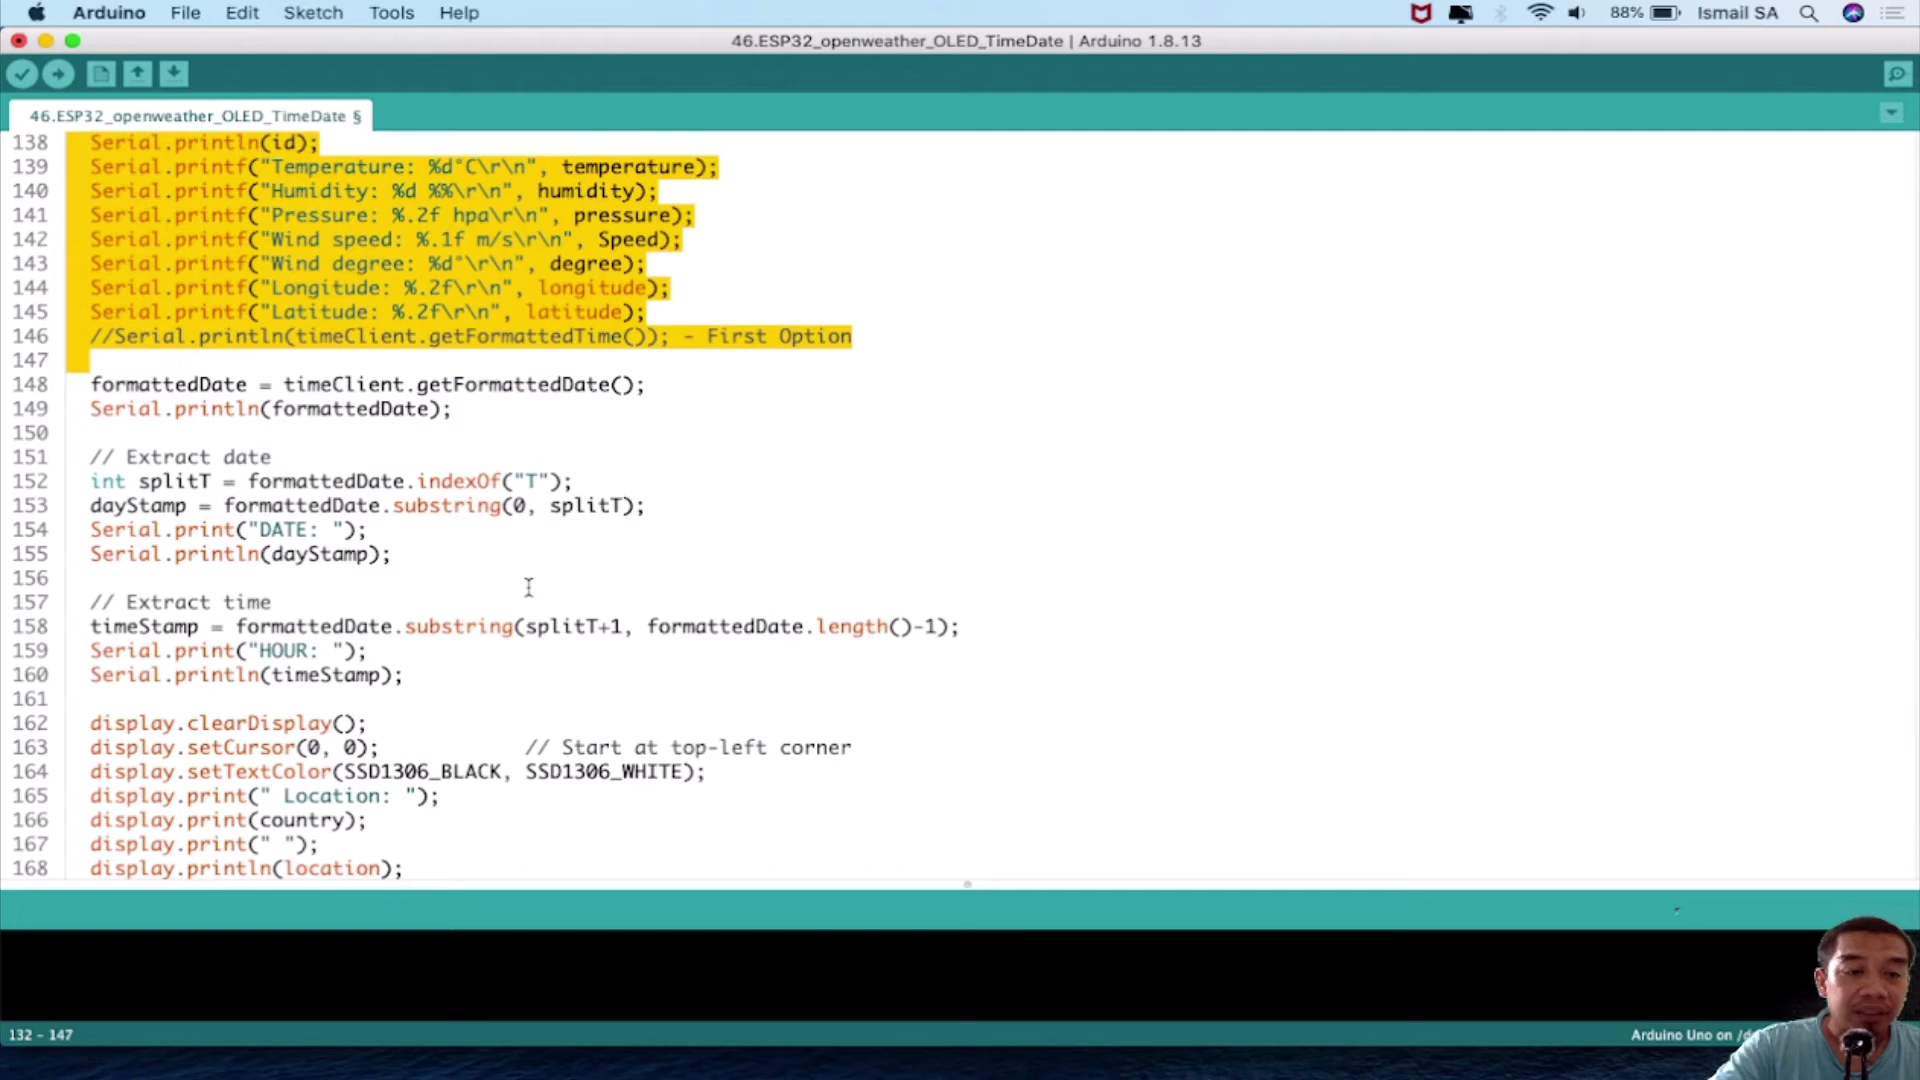 Arduino File Edit Sketch Tools Help 88% Ismail SA
46.ESP32_openweather_OLED_TimeDate | Arduino 1.8.13
46.ESP32_openweather_OLED_TimeDate §
138 Serial.println(id);
139 Serial.printf("Temperature: %d°C\r\n", temperature);
140 Serial.printf("Humidity: %d %%\r\n", humidity);
141 Serial.printf("Pressure: %.2f hpa\r\n", pressure);
142 Serial.printf("Wind speed: %.1f m/s\r\n", Speed);
143 Serial.printf("Wind degree: %d°\r\n", degree);
144 Serial.printf("Longitude: %.2f\r\n", longitude);
145 Serial.printf("Latitude: %.2f\r\n", latitude);
146 //Serial.println(timeClient.getFormattedTime()); - First Option
147
148 formattedDate = timeClient.getFormattedDate();
149 Serial.println(formattedDate);
150
151 // Extract date
152 int splitT = formattedDate.indexOf("T");
153 dayStamp = formattedDate.substring(0, splitT);
154 Serial.print("DATE: ");
155 Serial.println(dayStamp);
156
157 // Extract time
158 timeStamp = formattedDate.substring(splitT+1, formattedDate.length()-1);
159 Serial.print("HOUR: ");
160 Serial.println(timeStamp);
161
162 display.clearDisplay();
163 display.setCursor(0, 0); // Start at top-left corner
164 display.setTextColor(SSD1306_BLACK, SSD1306_WHITE);
165 display.print(" Location: ");
166 display.print(country);
167 display.print(" ");
168 display.println(location);
132 - 147 Arduino Uno on